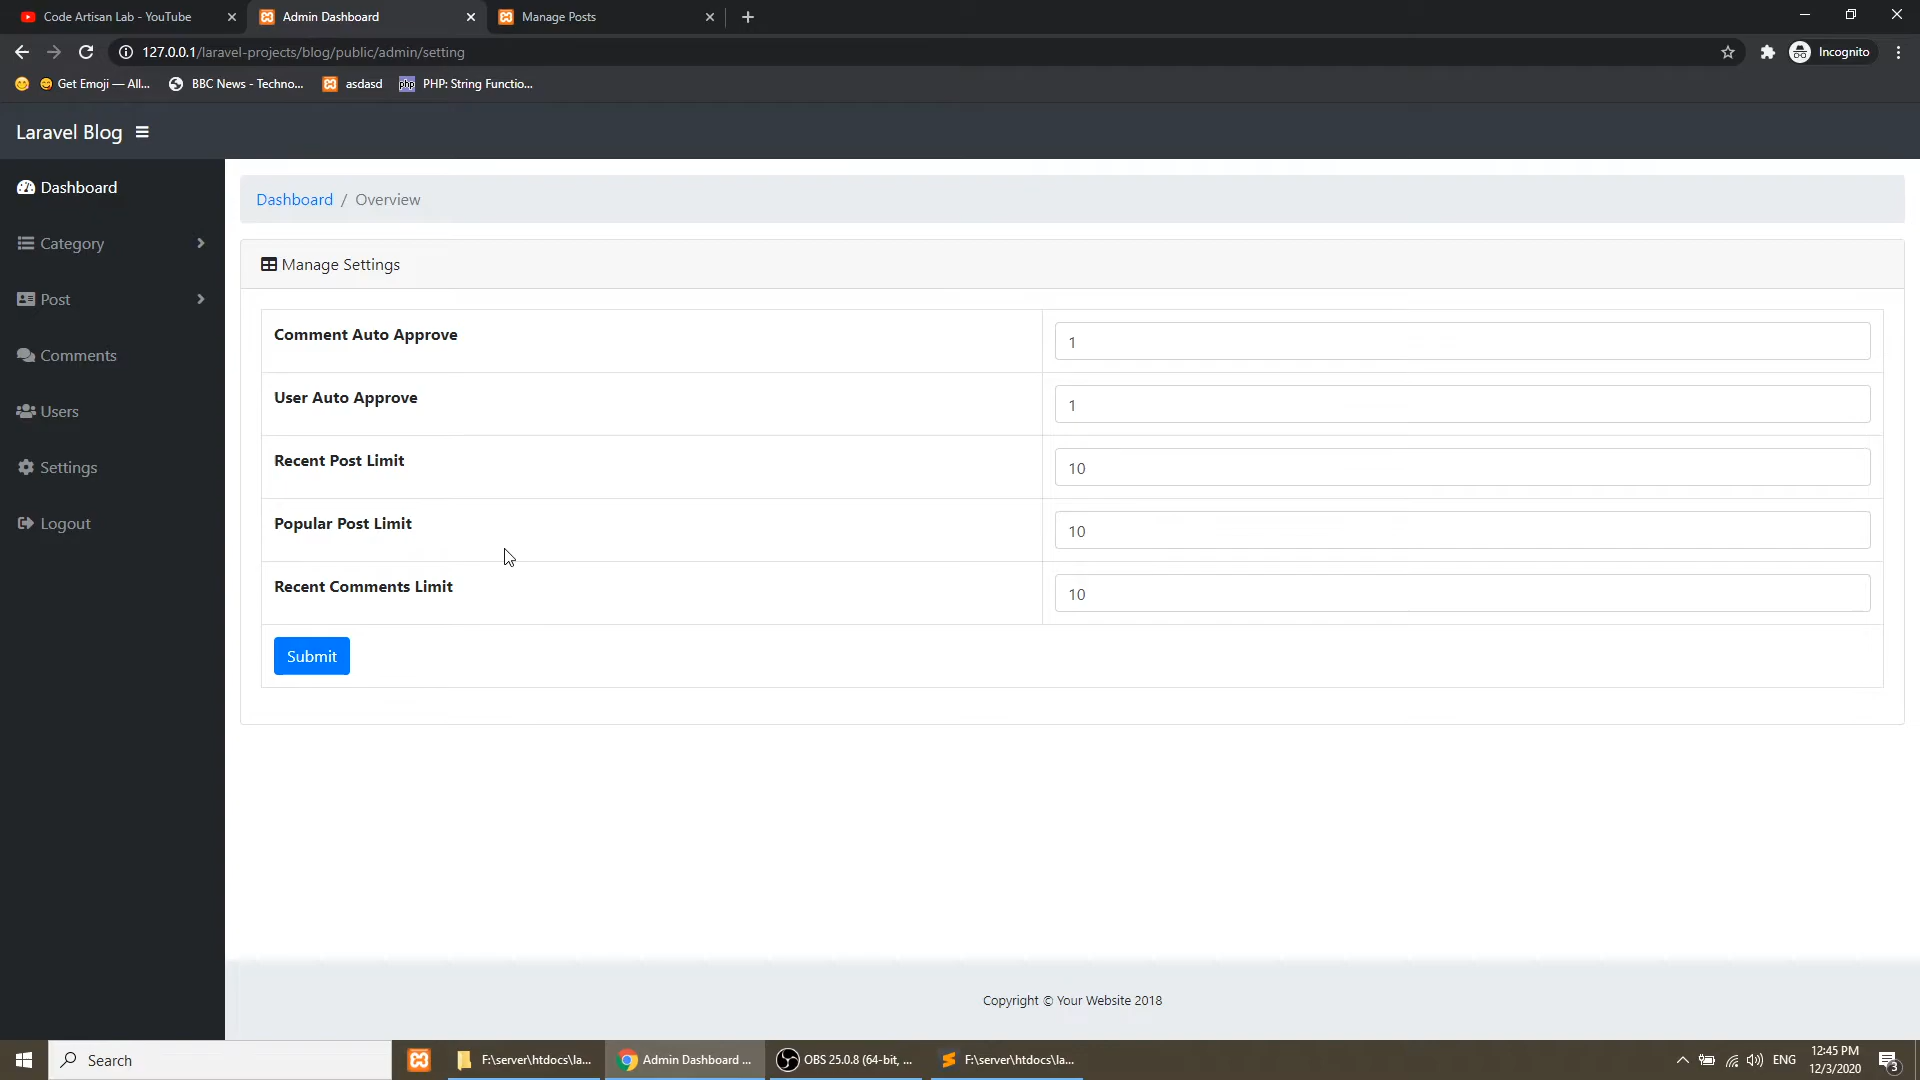 Code Artisan Lab - YouTube
Admin Dashboard
Manage Posts
127.0.0.1/laravel-projects/blog/public/admin/setting
Incognito
Get Emoji — All...
BBC News - Techno...
asdasd
php
PHP: String Functio...
Laravel Blog
Dashboard
Category
Post
Comments
Users
Settings
Logout
Dashboard / Overview
Manage Settings
Comment Auto Approve
1
User Auto Approve
1
Recent Post Limit
10
Popular Post Limit
10
Recent Comments Limit
10
Submit
Copyright © Your Website 2018
Search
F:\server\htdocs\la...
Admin Dashboard ...
OBS 25.0.8 (64-bit, ...
F:\server\htdocs\la...
ENG
12:45 PM
12/3/2020
3